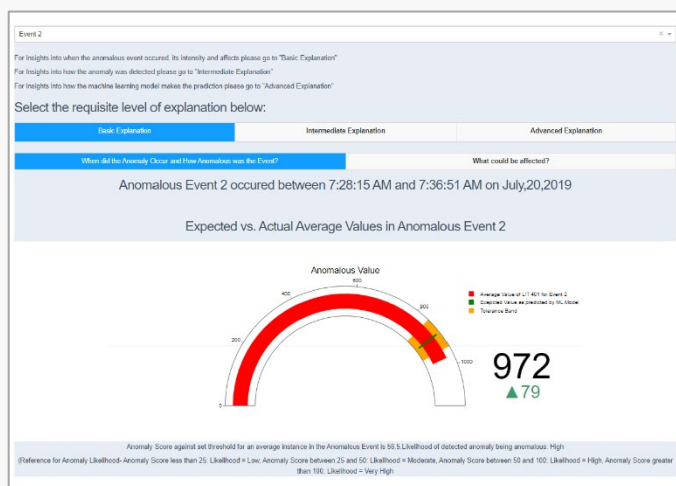 Event 2
× ▾
For Insights into when the anomalous event occured, its intensity and affects please go to "Basic Explanation"
For Insights into how the anomaly was detected please go to "Intermediate Explanation"
For Insights into how the machine learning model makes the prediction please go to "Advanced Explanation"
Select the requisite level of explanation below:
Basic Explanation Intermediate Explanation Advanced Explanation
When did the Anomaly Occur and How Anomalous was the Event? What could be affected?
Anomalous Event 2 occured between 7:28:15 AM and 7:36:51 AM on July,20,2019
Expected vs. Actual Average Values in Anomalous Event 2
Anomalous Value
0
200
400
600
800
1000
Average Value of LIT 401 for Event 2
Expected Value as predicted by ML Model
Tolerance Band
972
▲79
Anomaly Score against set threshold for an average instance in the Anomalous Event is 56.5.Likelihood of detected anomaly being anomalous: High
(Reference for Anomaly Likelihood- Anomaly Score less than 25: Likelihood = Low, Anomaly Score between 25 and 50: Likelihood = Moderate, Anomaly Score between 50 and 100: Likelihood = High, Anomaly Score greater
than 100; Likelihood = Very High